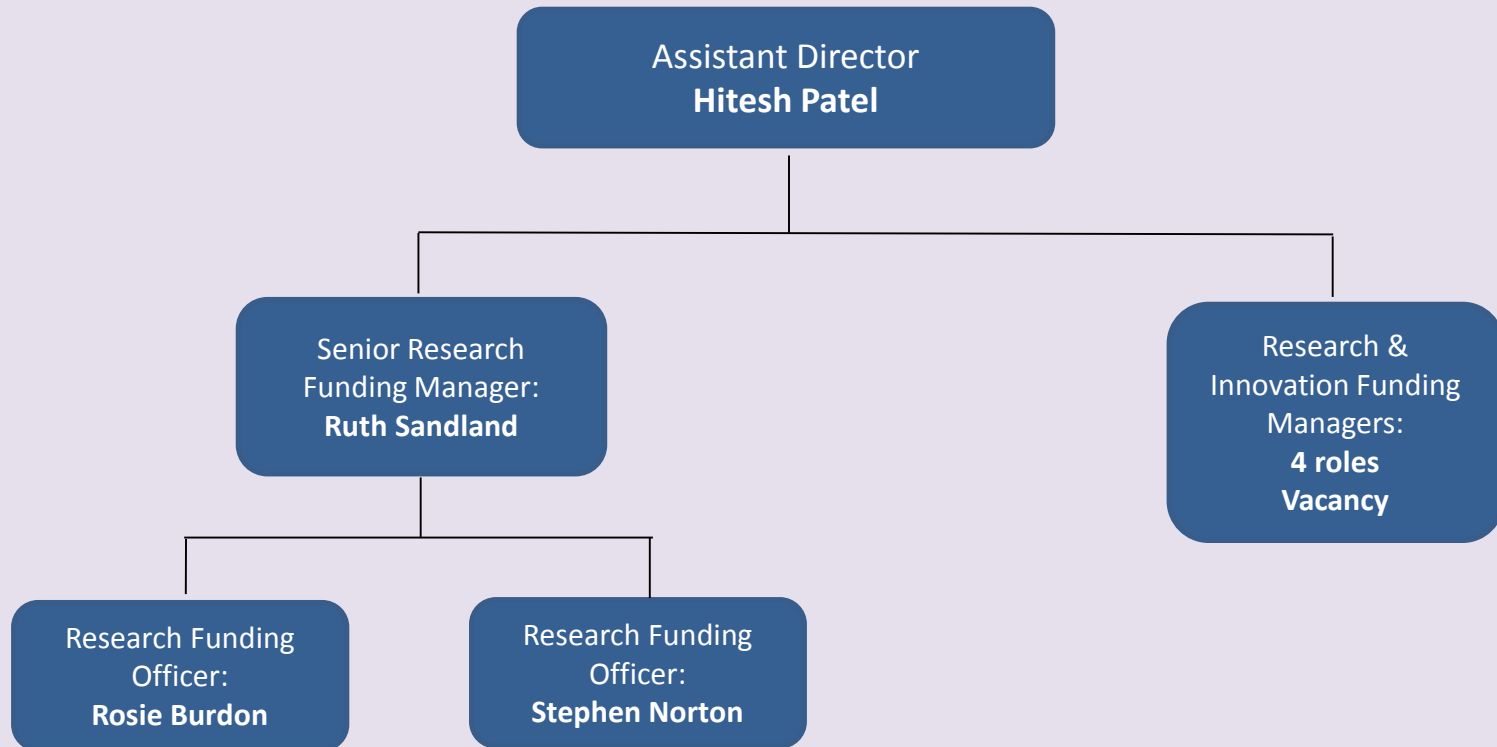 Assistant Director
Hitesh Patel
Senior Research
Funding Manager:
Ruth Sandland
Research &
Innovation Funding
Managers:
4 roles
Vacancy
Research Funding
Officer:
Rosie Burdon
Research Funding
Officer:
Stephen Norton